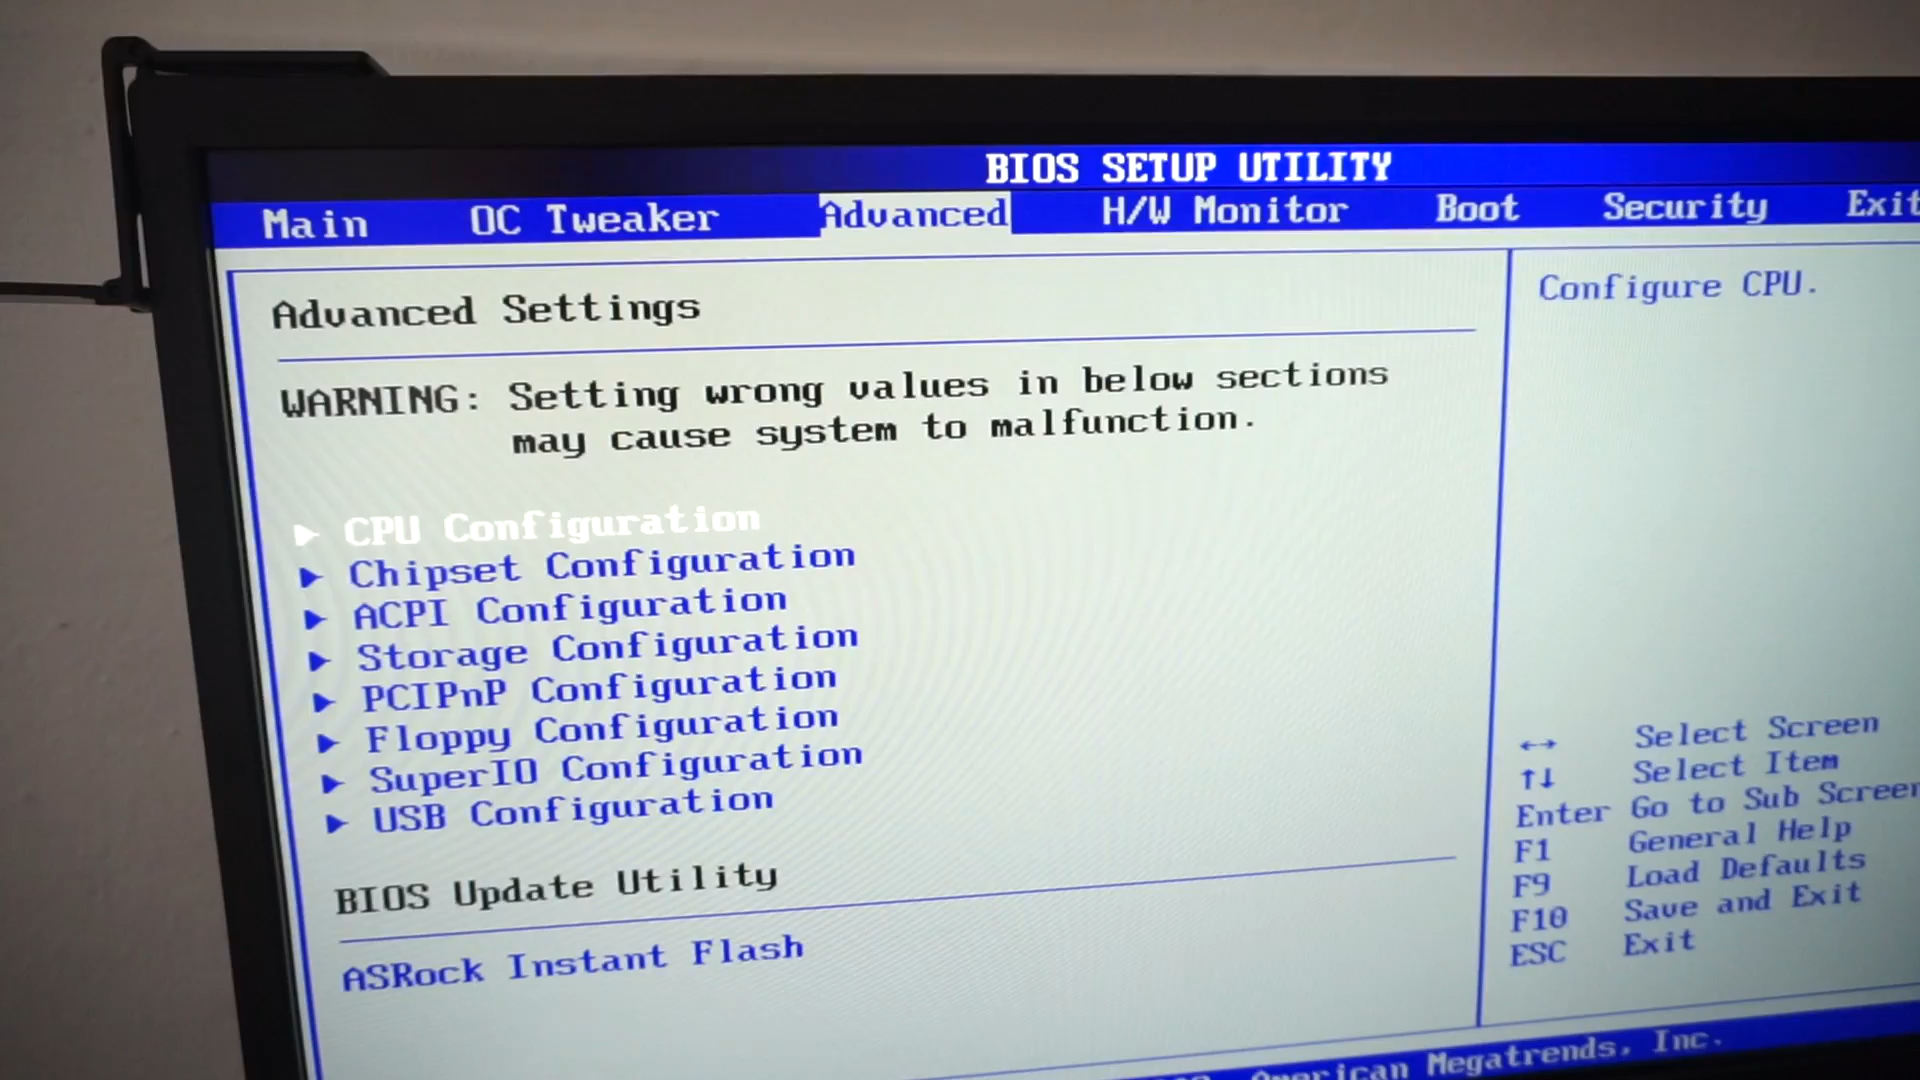 BIOS SETUP UTILITY
Main OC Tweaker Advanced H/W Monitor Boot Security Exit
Advanced Settings
WARNING: Setting wrong values in below sections
may cause system to malfunction.
► CPU Configuration
► Chipset Configuration
► ACPI Configuration
► Storage Configuration
► PCIPnP Configuration
► Floppy Configuration
► SuperIO Configuration
► USB Configuration
BIOS Update Utility
ASRock Instant Flash
Configure CPU.
↔ Select Screen
↑↓ Select Item
Enter Go to Sub Screen
F1 General Help
F9 Load Defaults
F10 Save and Exit
ESC Exit
American Megatrends, Inc.